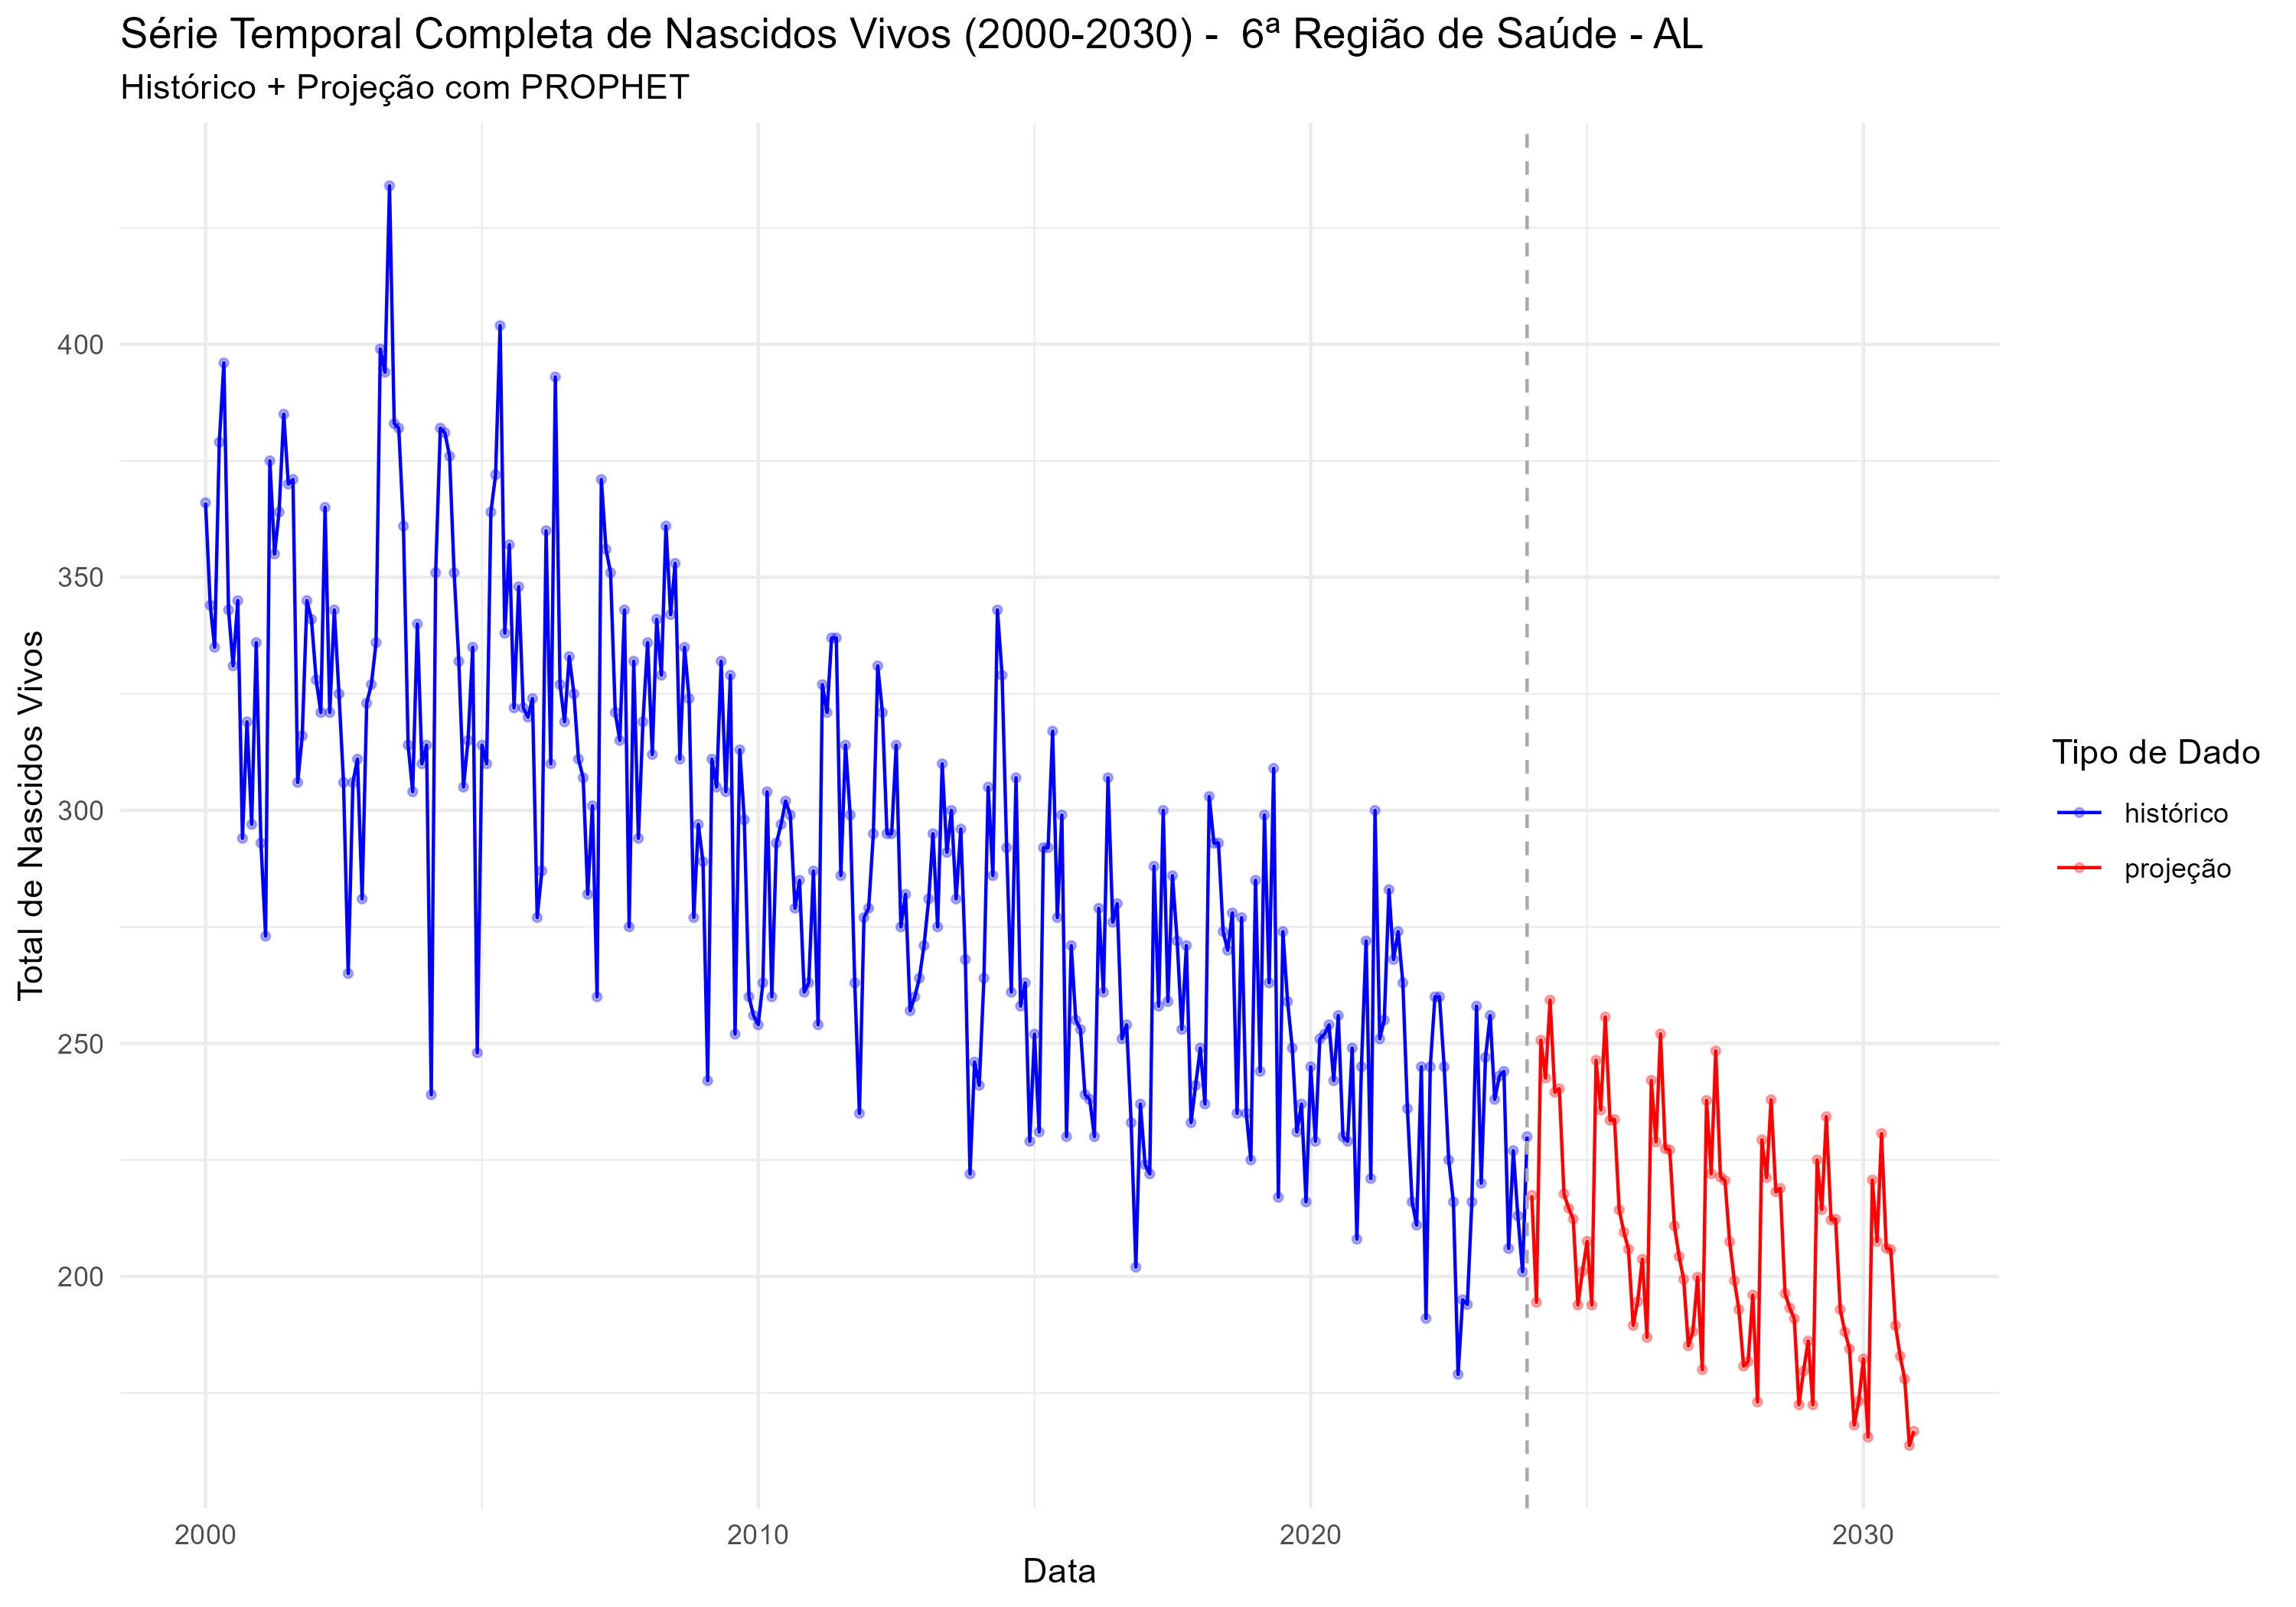 Série Temporal Completa de Nascidos Vivos (2000-2030) -  6ª Região de Saúde - AL
Histórico + Projeção com PROPHET
Total de Nascidos Vivos
400
350
300
250
200
2000
2010
2020
2030
Data
Tipo de Dado
histórico
projeção